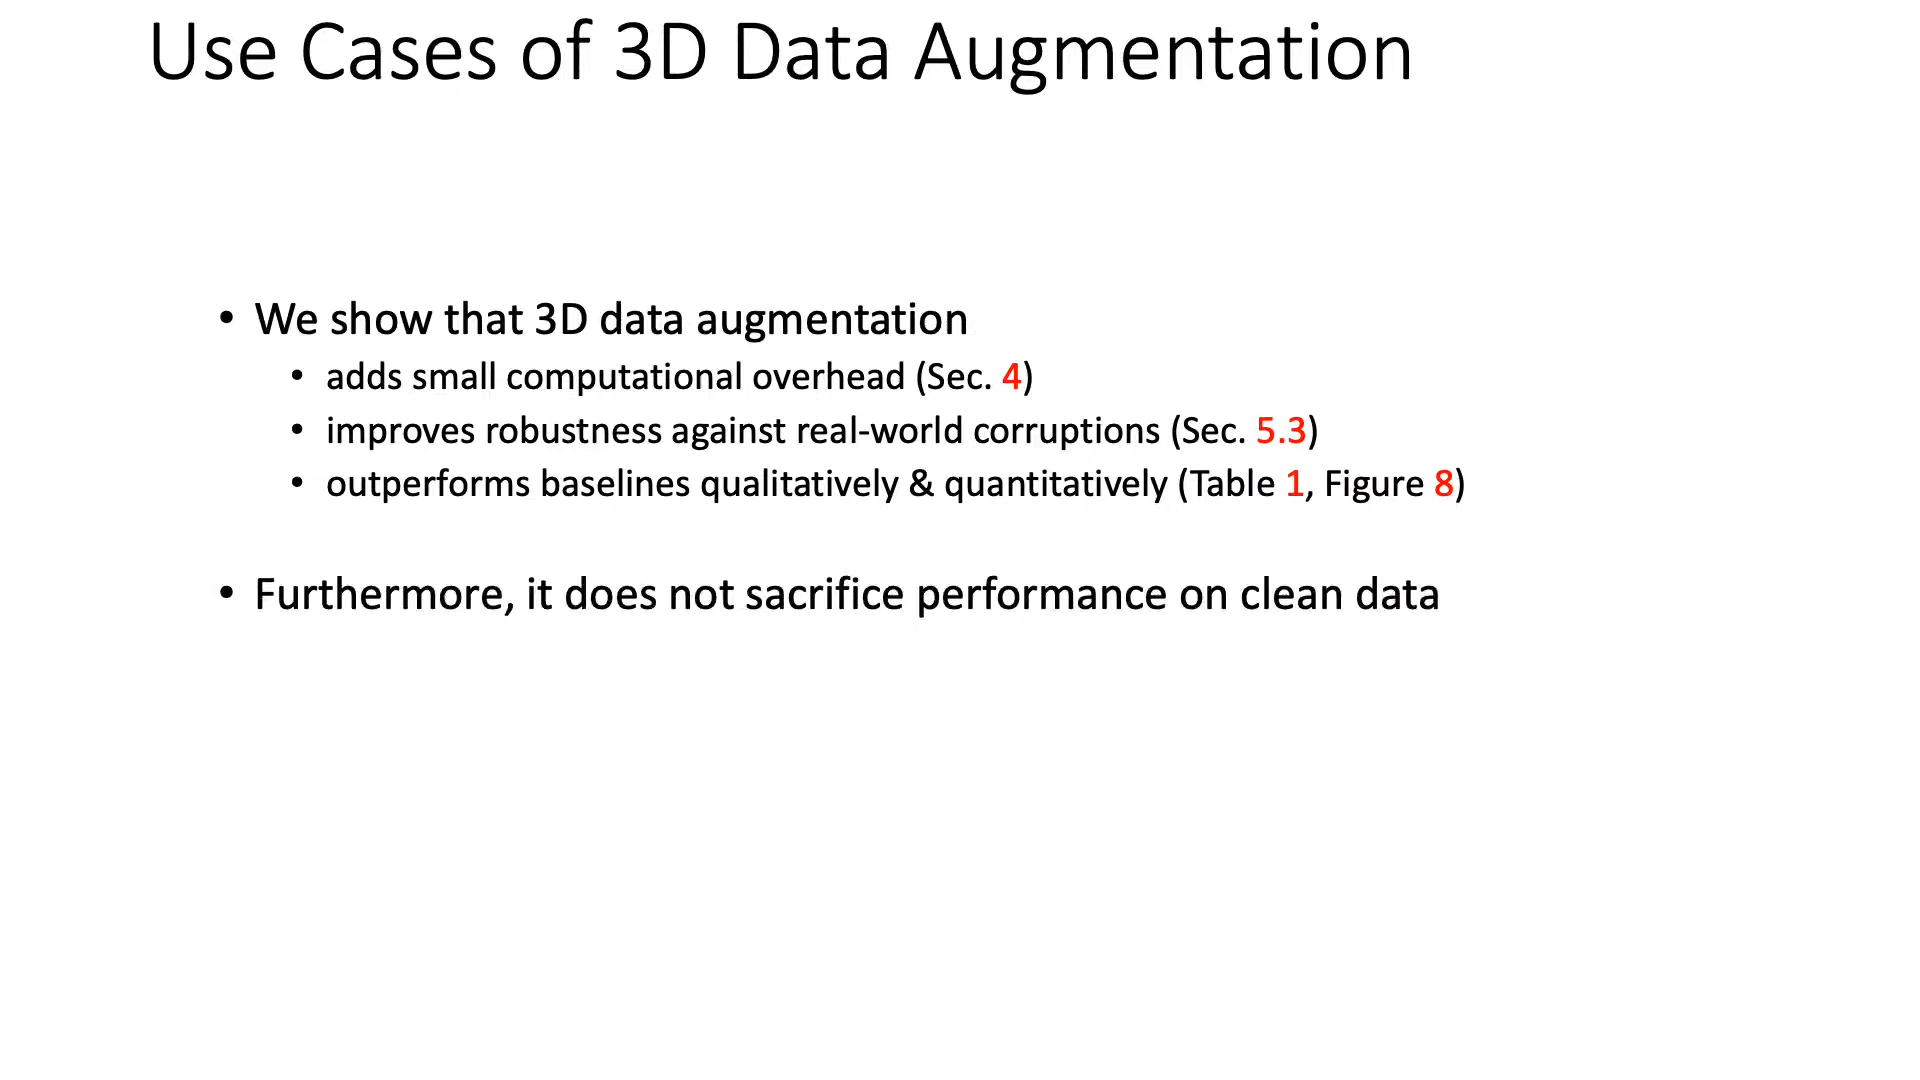 Use Cases of 3D Data Augmentation
• We show that 3D data augmentation
• adds small computational overhead (Sec. 4)
• improves robustness against real-world corruptions (Sec. 5.3)
• outperforms baselines qualitatively & quantitatively (Table 1, Figure 8)
• Furthermore, it does not sacrifice performance on clean data